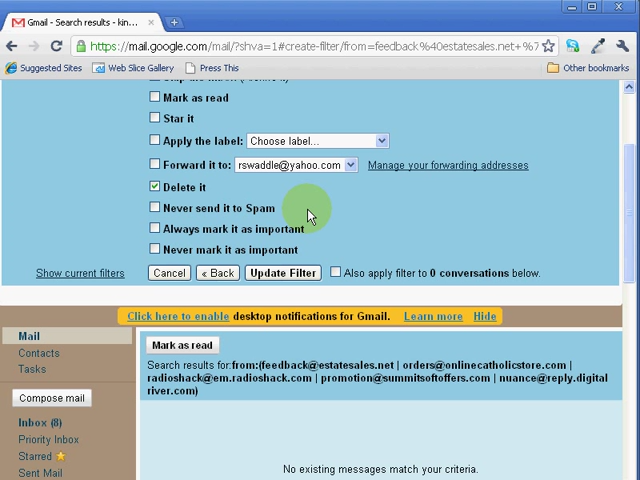 Gmail - Search results - kin...
https://mail.google.com/mail/?shva=1#create-filter/from=feedback%40estatesales.net+%7
Suggested Sites Web Slice Gallery Press This Other bookmarks
Mark as read
Star it
Apply the label: Choose label...
Forward it to: rswaddle@yahoo.com Manage your forwarding addresses
Delete it
Never send it to Spam
Always mark it as important
Never mark it as important
Show current filters Cancel « Back Update Filter Also apply filter to 0 conversations below.
Click here to enable desktop notifications for Gmail. Learn more Hide
Mail
Contacts
Tasks
Compose mail
Inbox (8)
Priority Inbox
Starred
Sent Mail
Mark as read
Search results for:from:(feedback@estatesales.net | orders@onlinecatholicstore.com |
radioshack@em.radioshack.com | promotion@summitsoftoffers.com | nuance@reply.digital
river.com)
No existing messages match your criteria.